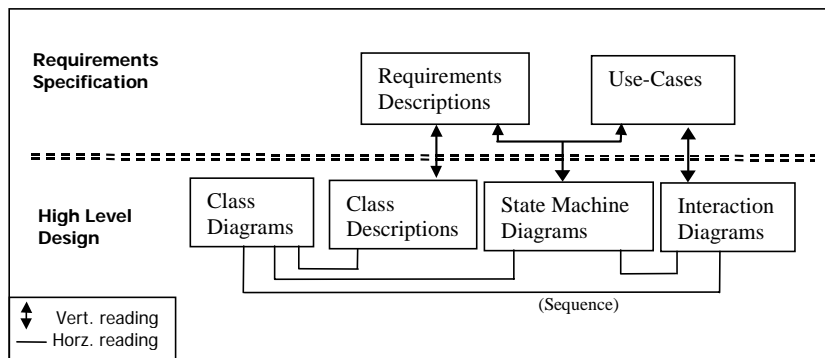 Requirements
Specification
Requirements
Descriptions
Use-Cases
High Level
Design
Class
Diagrams
Class
Descriptions
State Machine
Diagrams
Interaction
Diagrams
(Sequence)
Vert. reading
Horz. reading